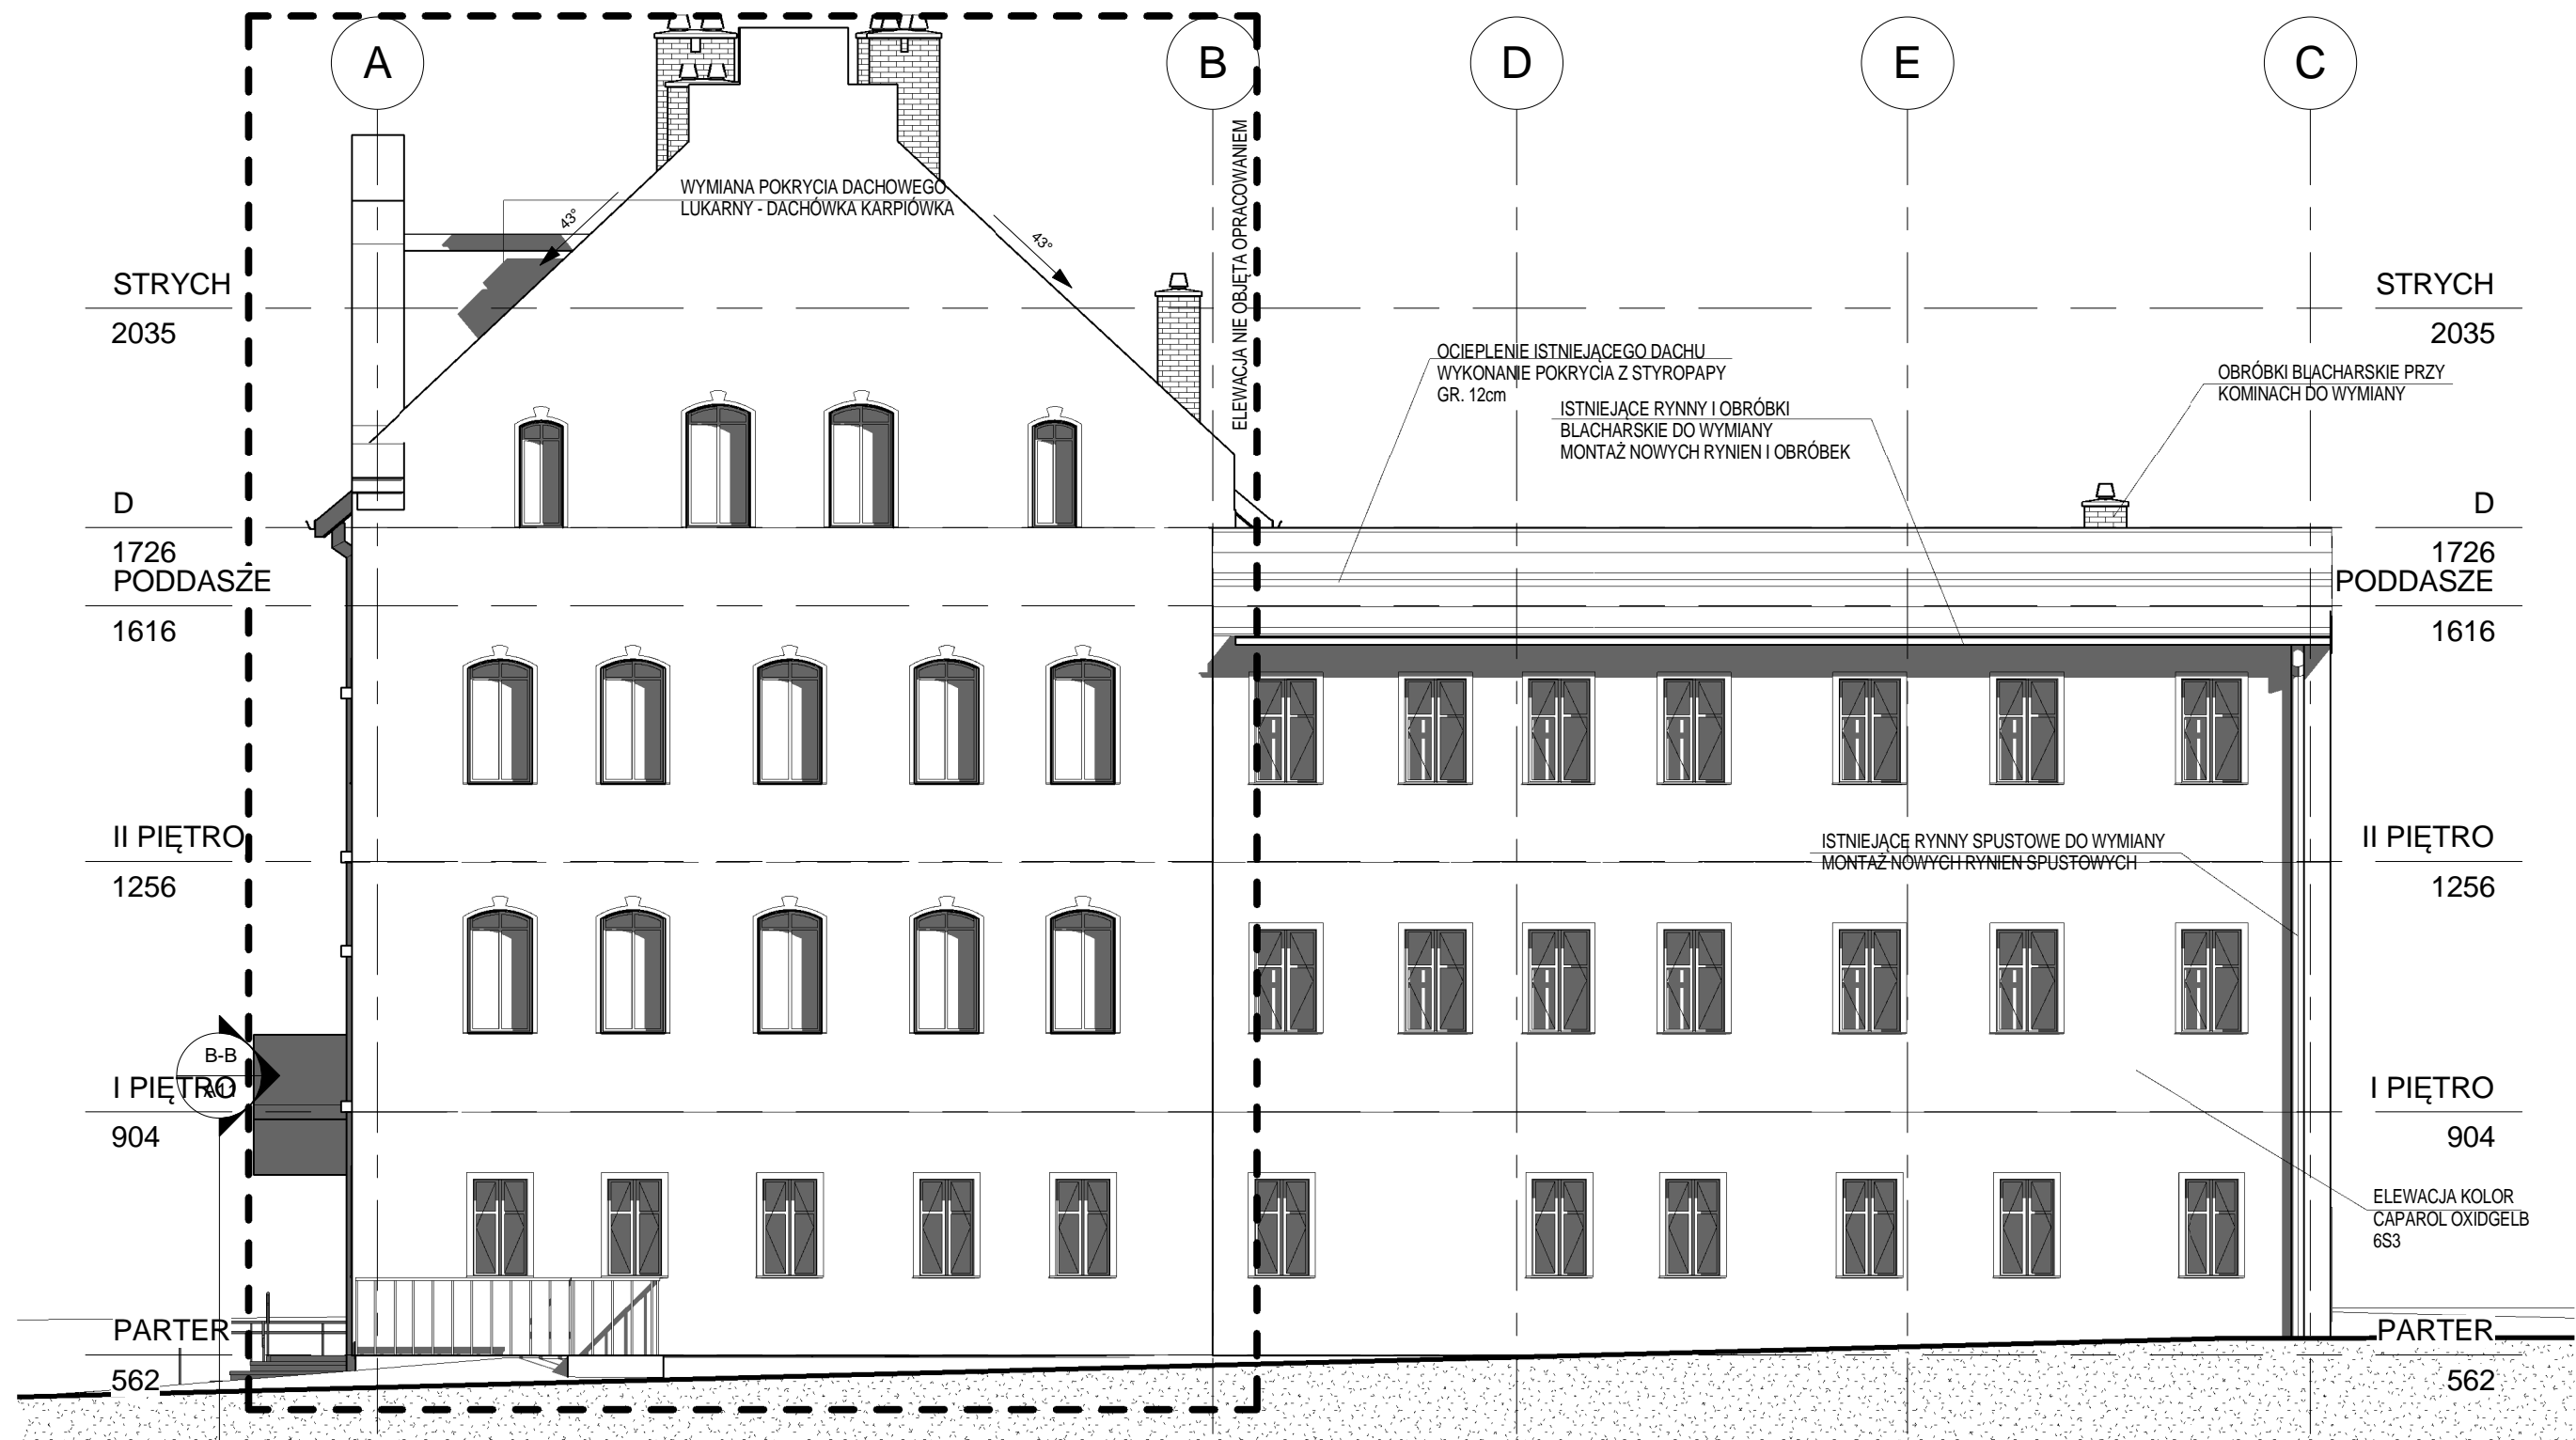 A
B
D
E
C
WYMIANA POKRYCIA DACHOWEGO
LUKARNY - DACHÓWKA KARPIÓWKA
43°
43°
ELEWACJA NIE OBJĘTA OPRACOWANIEM
STRYCH
2035
STRYCH
2035
OCIEPLENIE ISTNIEJĄCEGO DACHU
WYKONANIE POKRYCIA Z STYROPAPY
GR. 12cm
ISTNIEJĄCE RYNNY I OBRÓBKI
BLACHARSKIE DO WYMIANY
MONTAŻ NOWYCH RYNIEN I OBRÓBEK
OBRÓBKI BLACHARSKIE PRZY
KOMINACH DO WYMIANY
D
1726
D
1726
PODDASZE
1616
PODDASZE
1616
II PIĘTRO
1256
ISTNIEJĄCE RYNNY SPUSTOWE DO WYMIANY
MONTAŻ NOWYCH RYNIEN SPUSTOWYCH
II PIĘTRO
1256
B-B
A11
I PIĘTRO
904
I PIĘTRO
904
ELEWACJA KOLOR
CAPAROL OXIDGELB
6S3
PARTER
562
PARTER
562